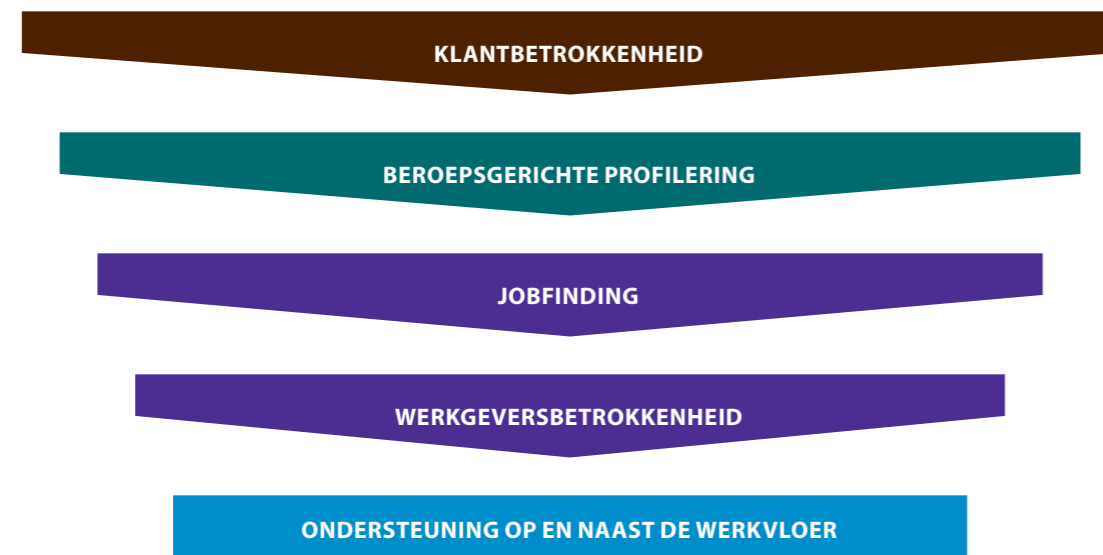 KLANTBETROKKENHEID
BEROEPSGERICHTE PROFILERING
JOBFINDING
WERKGEVERSBETROKKENHEID
ONDERSTEUNING OP EN NAAST DE WERKVLOER